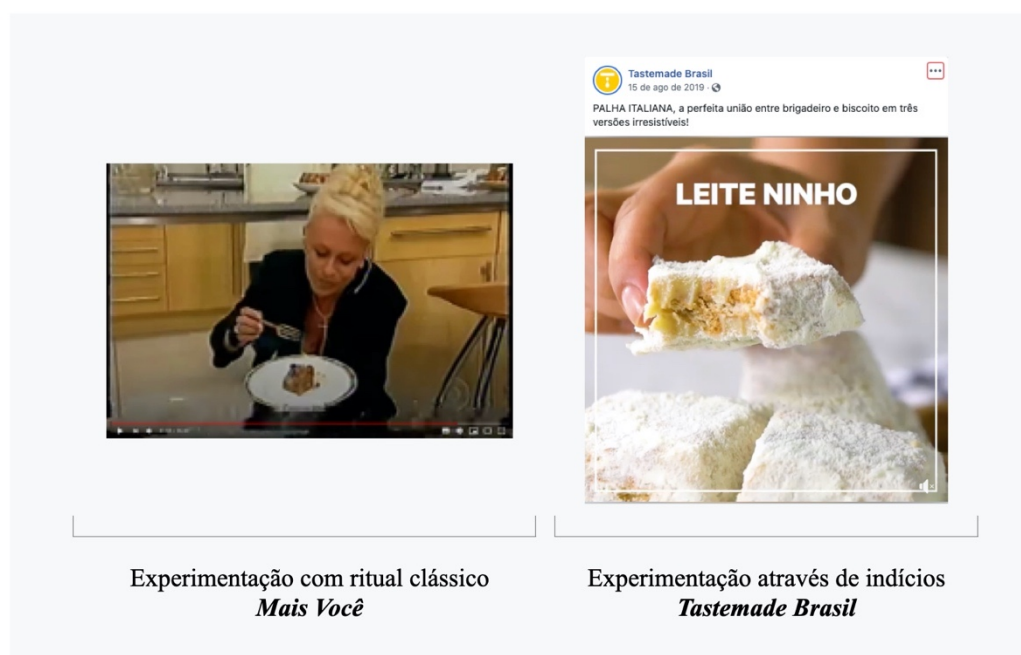 Tastemade Brasil
15 de ago de 2019 ·
PALHA ITALIANA, a perfeita união entre brigadeiro e biscoito em três
versões irresistíveis!
LEITE NINHO
Experimentação com ritual clássico
Mais Você
Experimentação através de indícios
Tastemade Brasil